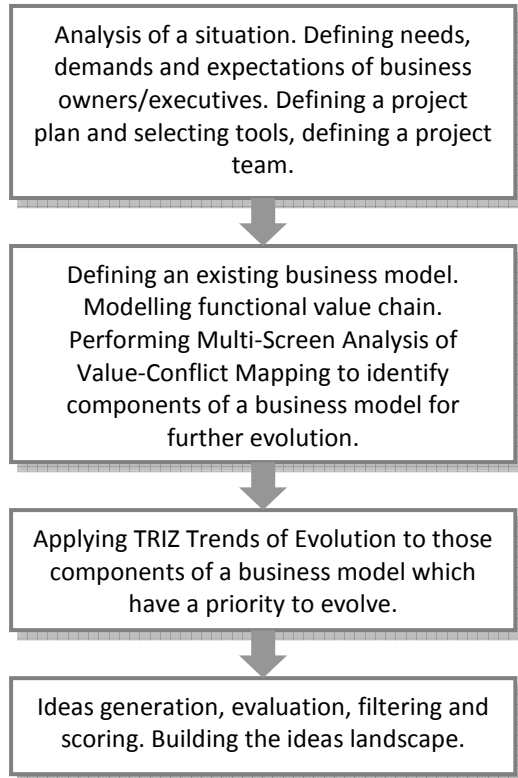 Analysis of a situation. Defining needs,
demands and expectations of business
owners/executives. Defining a project
plan and selecting tools, defining a project
team.
Defining an existing business model.
Modelling functional value chain.
Performing Multi-Screen Analysis of
Value-Conflict Mapping to identify
components of a business model for
further evolution.
Applying TRIZ Trends of Evolution to those
components of a business model which
have a priority to evolve.
Ideas generation, evaluation, filtering and
scoring. Building the ideas landscape.